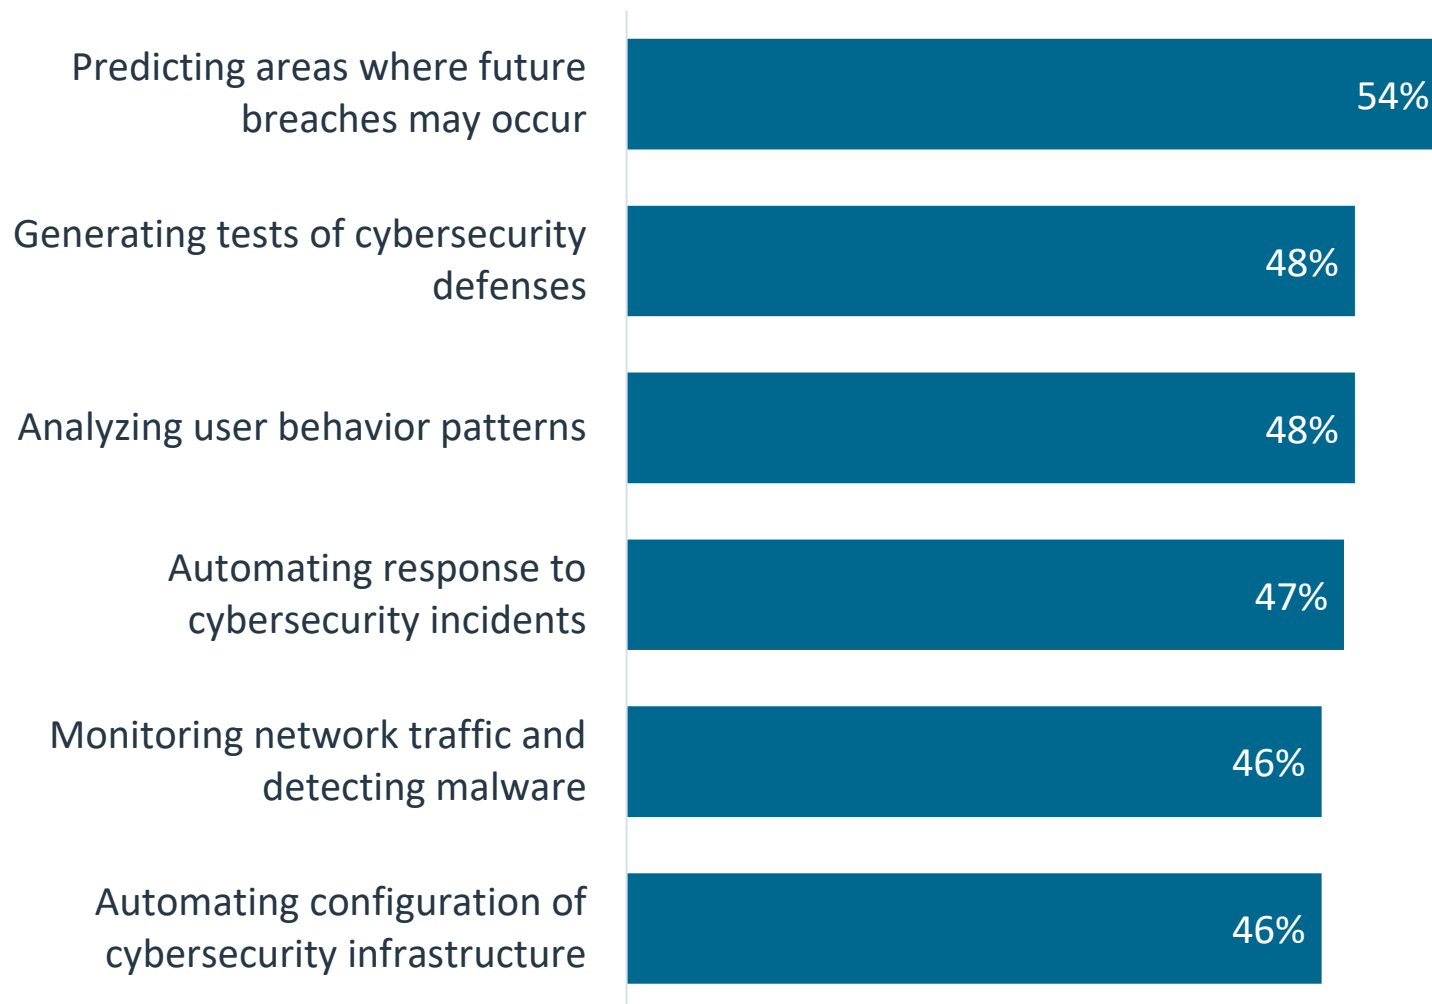 Predicting areas where future
breaches may occur
54%
Generating tests of cybersecurity
defenses
48%
Analyzing user behavior patterns
48%
Automating response to
cybersecurity incidents
47%
Monitoring network traffic and
detecting malware
46%
Automating configuration of
cybersecurity infrastructure
46%